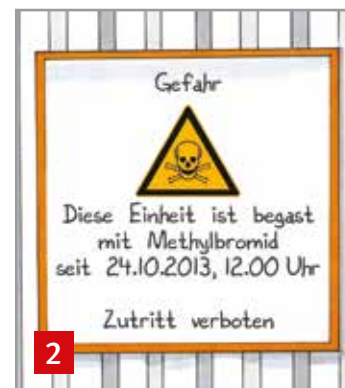 Gefahr
Diese Einheit ist begast
mit Methylbromid
seit 24.10.2013, 12.00 Uhr
Zutritt verboten
2